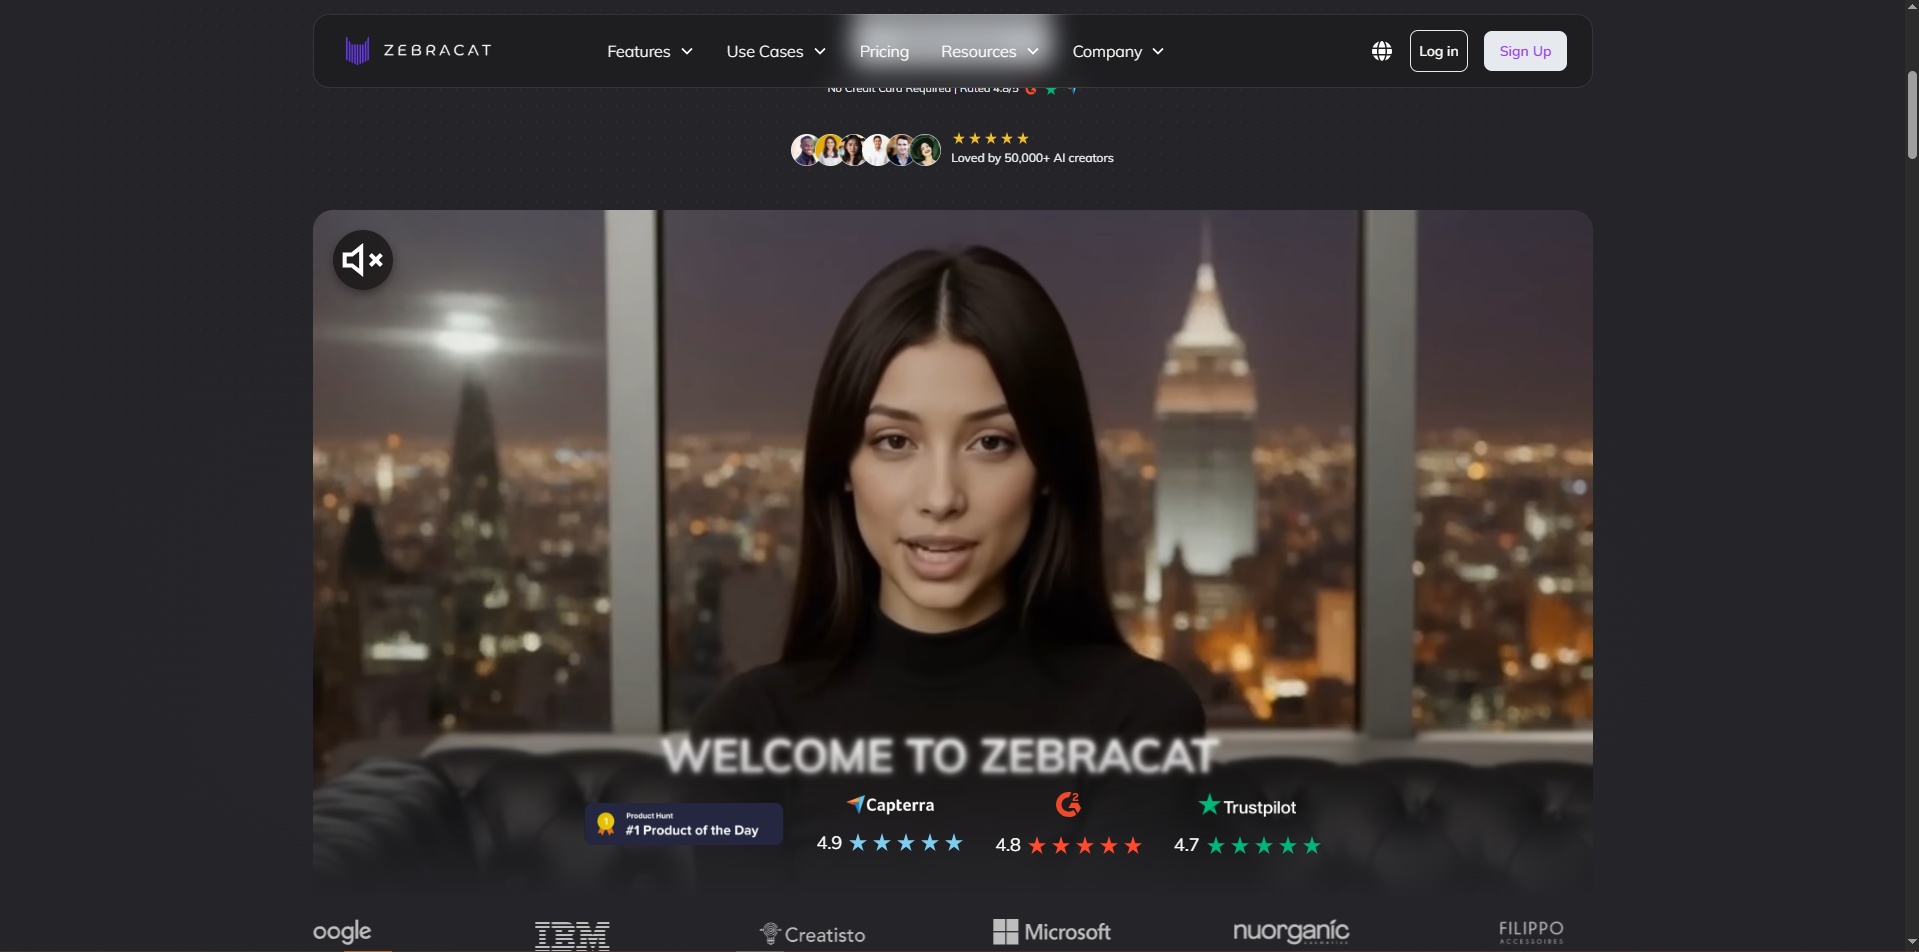 ZEBRACAT
Features
Use Cases
Pricing
Resources
Company
Log in
Sign Up
No Credit Card Required | Rated 4.8/5
Loved by 50,000+ AI creators
WELCOME TO ZEBRACAT
Product Hunt
#1 Product of the Day
Capterra
4.9
G2
4.8
Trustpilot
4.7
oogle
IBM
Creatisto
Microsoft
nuorganic
cosmetics
FILIPPO
ACCESSOIRES